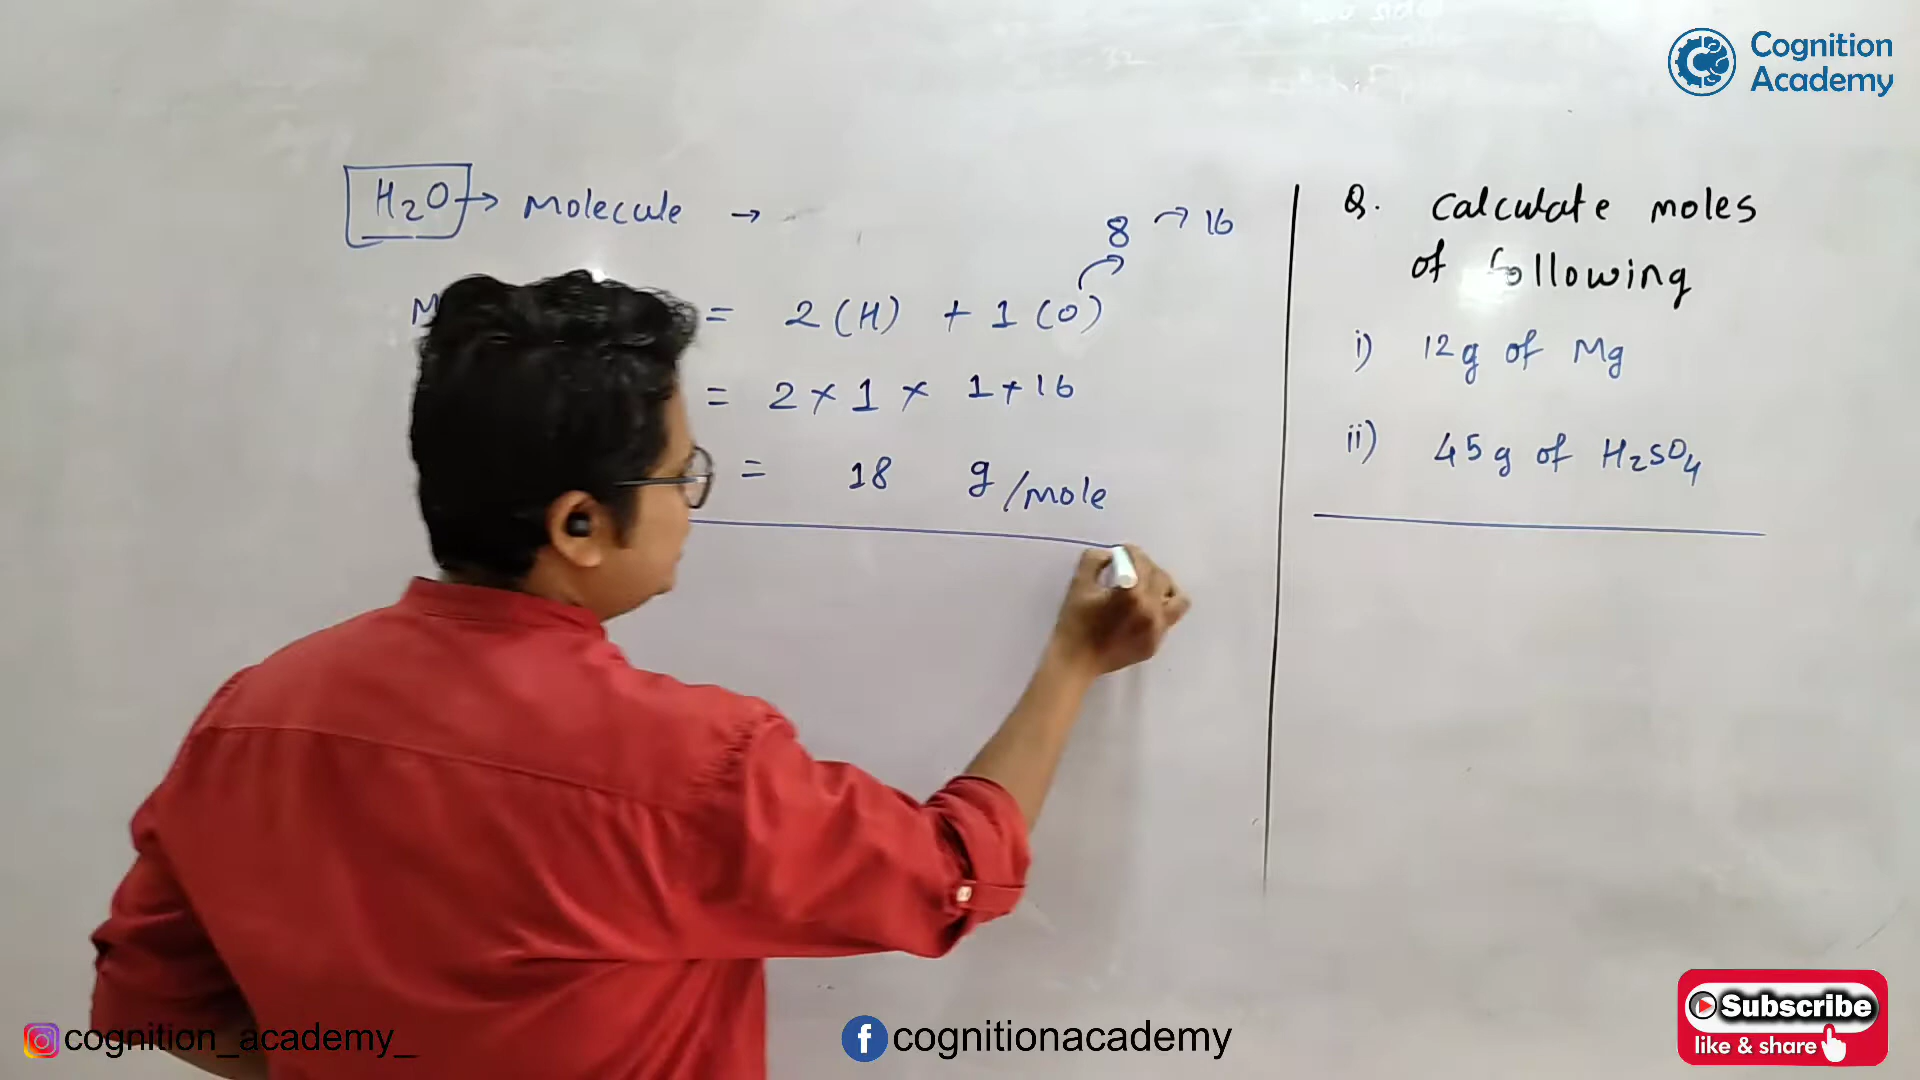 Cognition
Academy
H2O → Molecule →
8 → 16
= 2 (H) + 1 (O)
= 2 × 1 × 1 + 16
= 18 g/mole
Q. Calculate moles
of following
i) 12g of Mg
ii) 45g of H2SO4
cognition_academy_
cognitionacademy
Subscribe
like & share